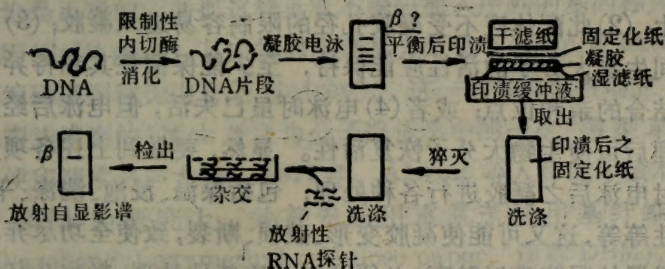 DNA
限制性
内切酶
消化
DNA片段
凝胶电泳
β?
平衡后印渍
干滤纸
固定化纸
凝胶
湿滤纸
印渍缓冲液
取出
印渍后之
固定化纸
洗涤
猝灭
洗涤
放射性
RNA探针
杂交
检出
β
放射自显影谱